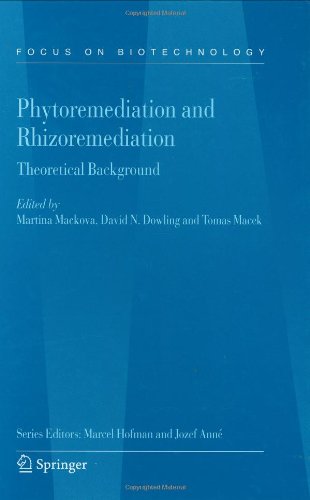 FOCUS ON BIOTECHNOLOGY
Phytoremediation and
Rhizoremediation
Theoretical Background
Edited by
Martina Mackova, David N. Dowling and Tomas Macek
Series Editors: Marcel Hofman and Jozef Anné
Springer